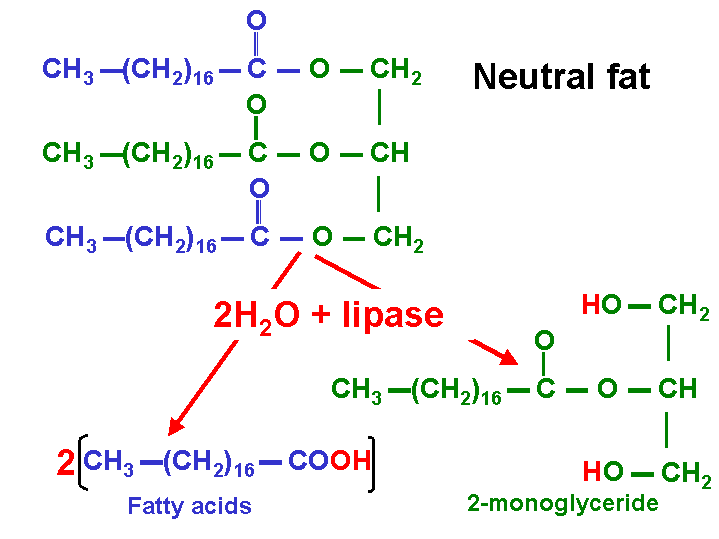 O
CH3 —(CH2)16 — C — O — CH2
Neutral fat
O
CH3 —(CH2)16 — C — O — CH
O
CH3 —(CH2)16 — C — O — CH2
2H2O + lipase
HO — CH2
O
CH3 —(CH2)16 — C — O — CH
2[CH3 —(CH2)16 — COOH]
HO — CH2
Fatty acids
2-monoglyceride